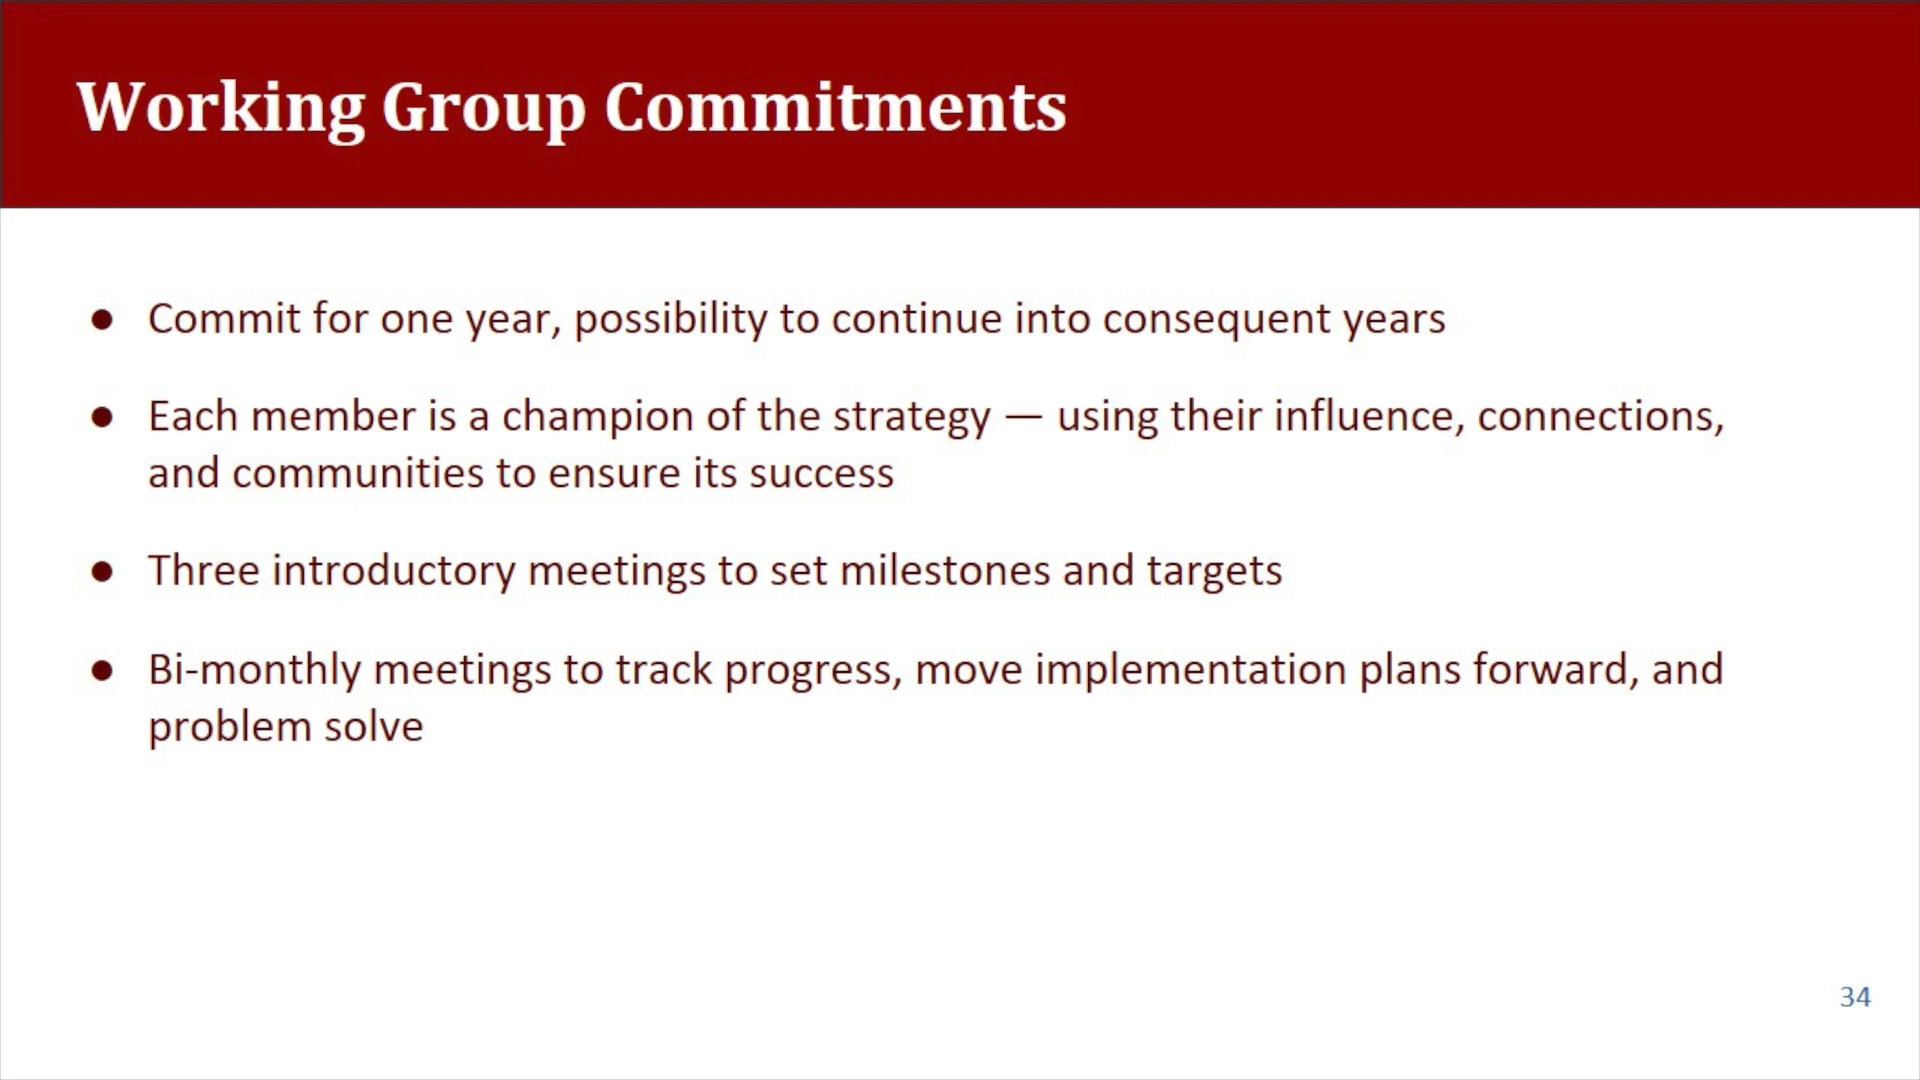 Working Group Commitments
● Commit for one year, possibility to continue into consequent years
● Each member is a champion of the strategy — using their influence, connections,
and communities to ensure its success
● Three introductory meetings to set milestones and targets
● Bi-monthly meetings to track progress, move implementation plans forward, and
problem solve
34